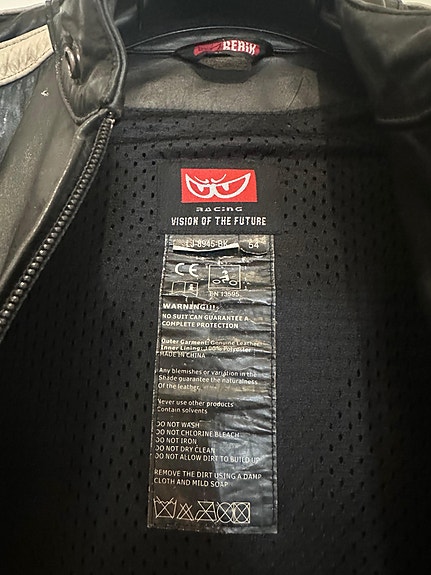 BERIK
RACING
VISION OF THE FUTURE
LJ-8945-BK 54
CE
EN 13595
WARNING!!!
NO SUIT CAN GUARANTEE A
COMPLETE PROTECTION
Outer Garment: Genuine Leather
Inner Lining: 100% Polyester
MADE IN CHINA
Any blemishes or variation in the
Shade guarantee the naturalness
Of the leather.
Never use other products
Contain solvents
DO NOT WASH
DO NOT CHLORINE BLEACH
DO NOT IRON
DO NOT DRY CLEAN
DO NOT ALLOW DIRT TO BUILD UP
REMOVE THE DIRT USING A DAMP
CLOTH AND MILD SOAP